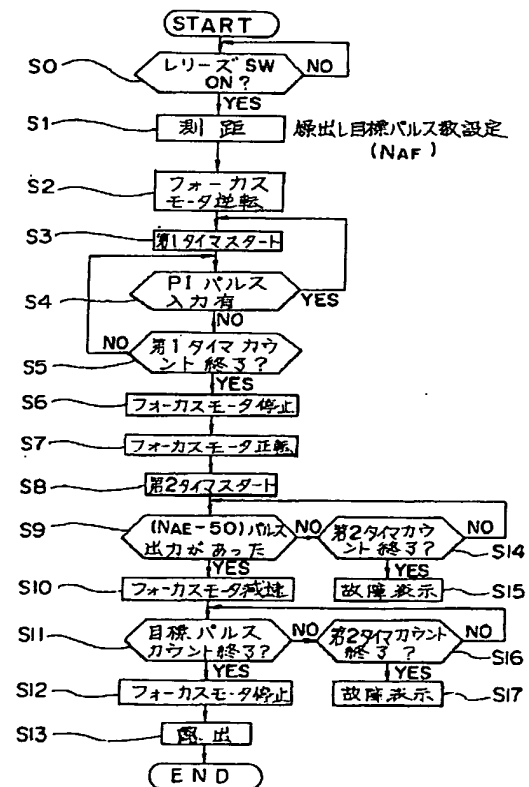 START
S0
レリーズSW
ON?
NO
YES
S1
測距
繰出し目標パルス数設定
(NAF)
S2
フォーカス
モータ逆転
S3
第1タイマスタート
S4
PIパルス
入力有
YES
NO
S5
NO
第1タイマカウ
ント終了?
YES
S6
フォーカスモータ停止
S7
フォーカスモータ正転
S8
第2タイマスタート
S9
(NAE-50)パルス
出力があった
NO
第2タイマカウ
ント終了?
NO
S14
YES
YES
S10
フォーカスモータ減速
故障表示
S15
S11
目標パルス
カウント終了?
NO
第2タイマカウント
終了?
NO
S16
YES
YES
S12
フォーカスモータ停止
故障表示
S17
S13
露出
END